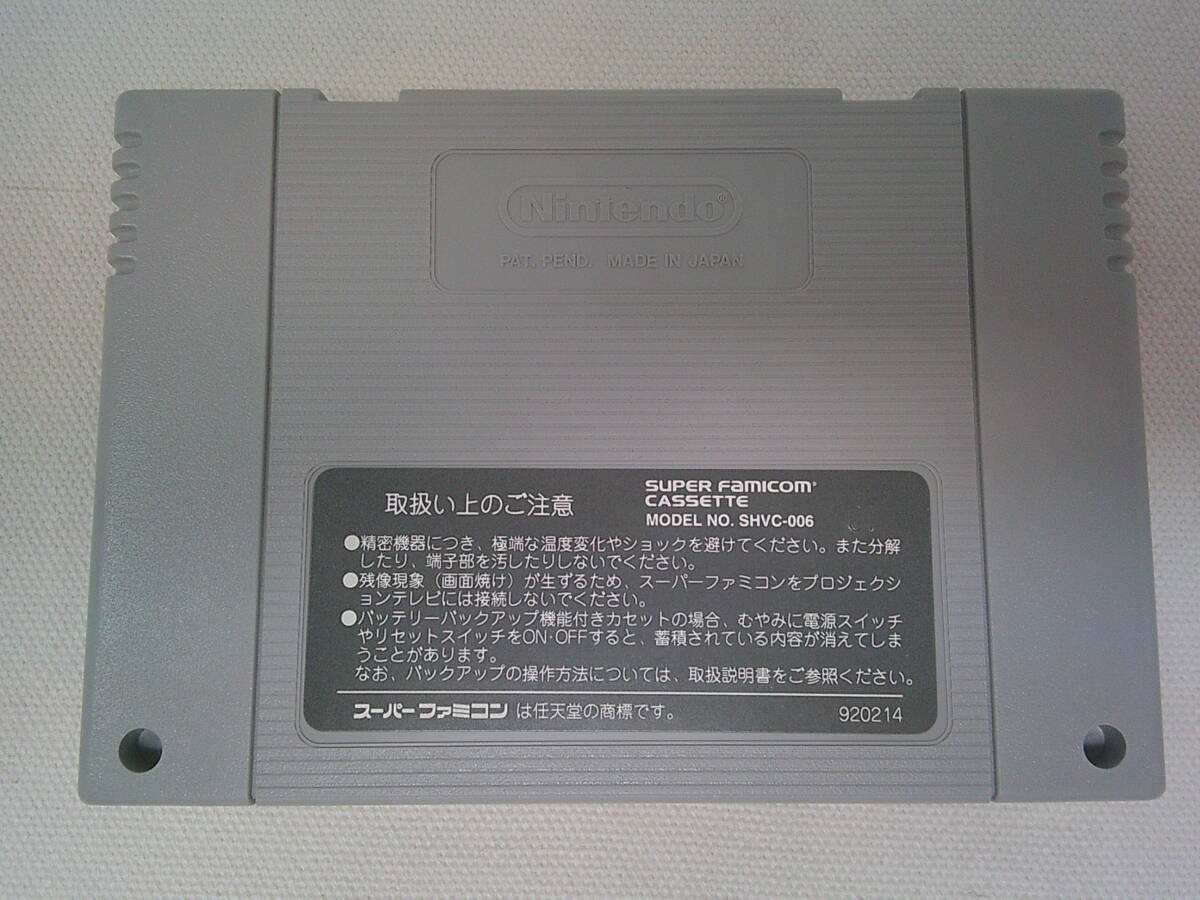 Nintendo®
PAT. PEND. MADE IN JAPAN
取扱い上のご注意
SUPER FAMICOM®
CASSETTE
MODEL NO. SHVC-006
●精密機器につき、極端な温度変化やショックを避けてください。また分解
したり、端子部を汚したりしないでください。
●残像現象（画面焼け）が生ずるため、スーパーファミコンをプロジェクシ
ョンテレビには接続しないでください。
●バッテリーバックアップ機能付きカセットの場合、むやみに電源スイッチ
やリセットスイッチをON·OFFすると、蓄積されている内容が消えてしま
うことがあります。
なお、バックアップの操作方法については、取扱説明書をご参照ください。
スーパーファミコンは任天堂の商標です。
920214